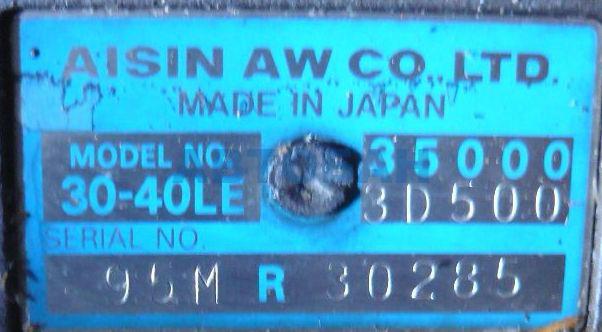 AISIN AW CO. LTD.
MADE IN JAPAN
MODEL NO. 35000
30-40LE 3D500
SERIAL NO.
95M R 30285